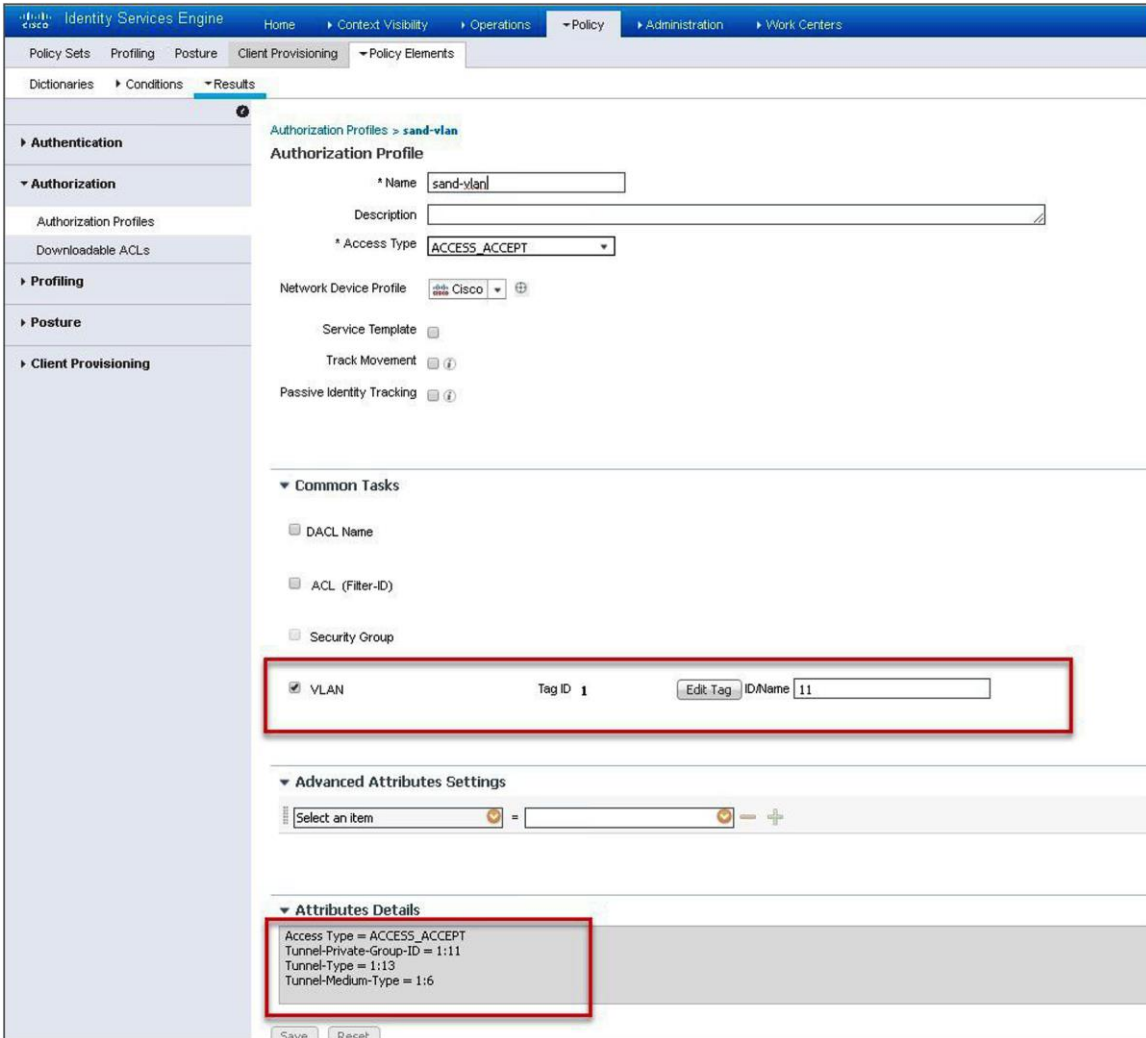 cisco Identity Services Engine Home Context Visibility Operations Policy Administration Work Centers
Policy Sets Profiling Posture Client Provisioning Policy Elements
Dictionaries Conditions Results
Authentication
Authorization
Authorization Profiles
Downloadable ACLs
Profiling
Posture
Client Provisioning
Authorization Profiles > sand-vlan
Authorization Profile
* Name sand-vlan
Description
* Access Type ACCESS_ACCEPT
Network Device Profile Cisco
Service Template
Track Movement i
Passive Identity Tracking i
Common Tasks
DACL Name
ACL (Filter-ID)
Security Group
VLAN Tag ID 1 Edit Tag ID/Name 11
Advanced Attributes Settings
Select an item =
Attributes Details
Access Type = ACCESS_ACCEPT
Tunnel-Private-Group-ID = 1:11
Tunnel-Type = 1:13
Tunnel-Medium-Type = 1:6
Save Reset